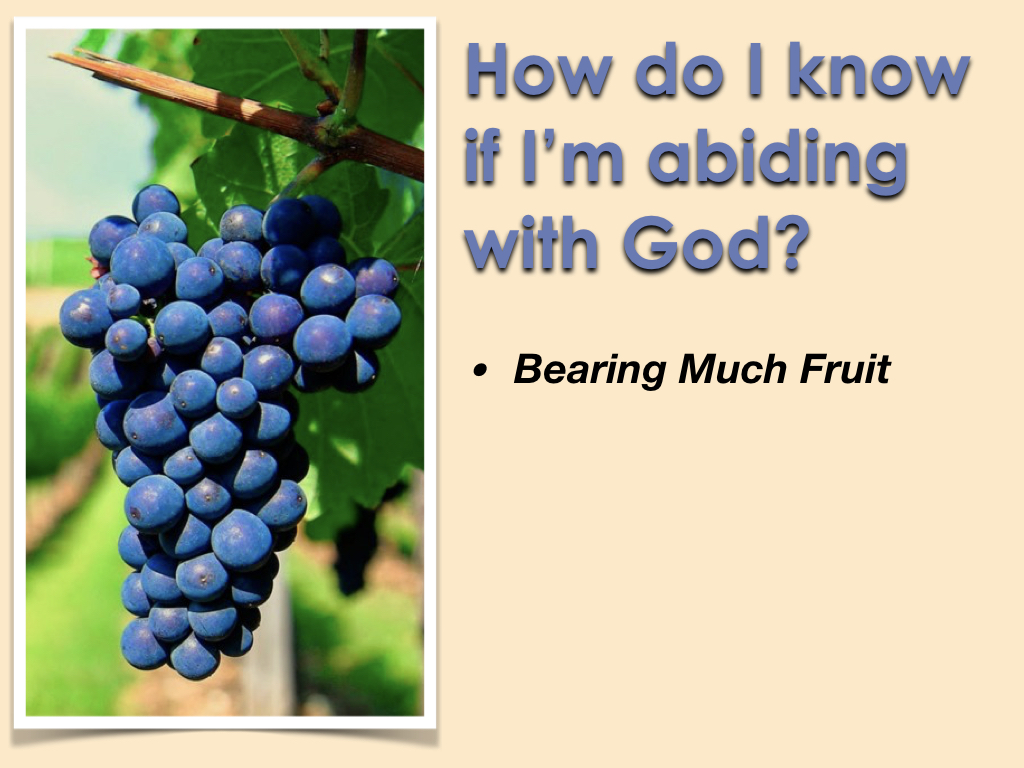 How do I know
if I’m abiding
with God?
• Bearing Much Fruit